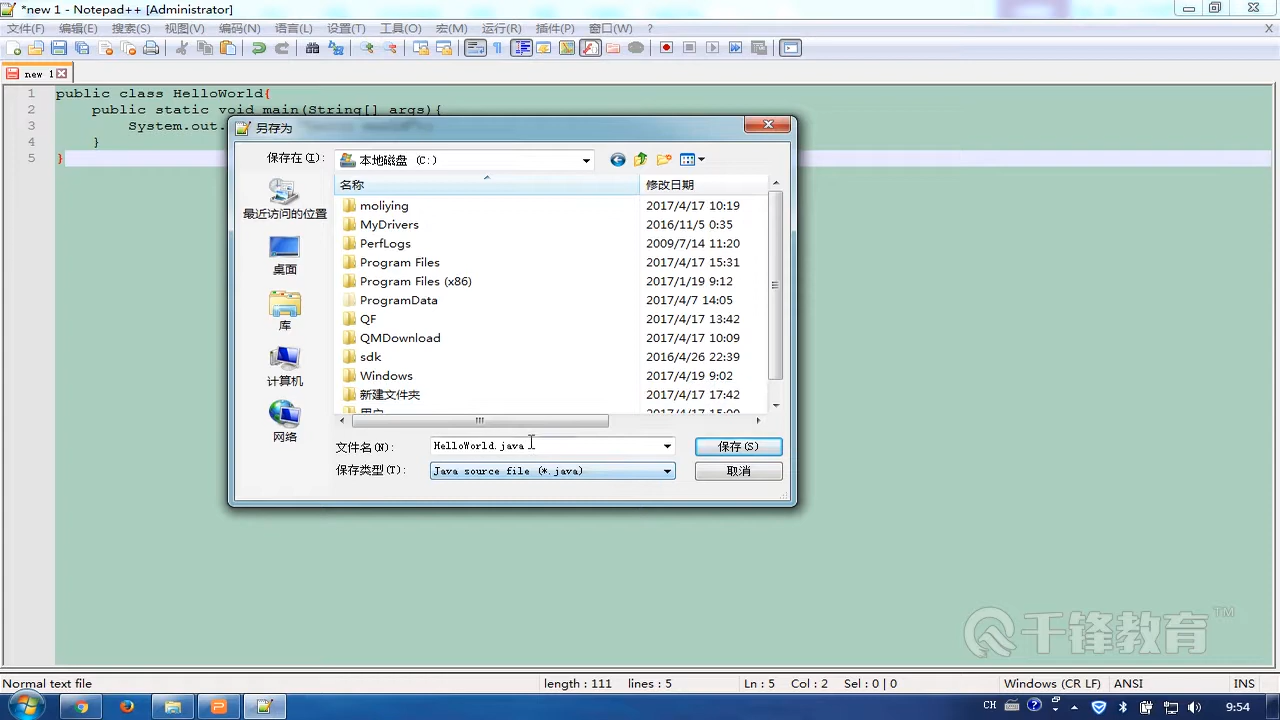 *new 1 - Notepad++ [Administrator]
文件(F) 编辑(E) 搜索(S) 视图(V) 编码(N) 语言(L) 设置(T) 工具(O) 宏(M) 运行(R) 插件(P) 窗口(W) ?
new 1
1 public class HelloWorld{
2 public static void main(String[] args){
3 System.out.
4 }
5 }
另存为
保存在(I): 本地磁盘 (C:)
名称 修改日期
moliying 2017/4/17 10:19
MyDrivers 2016/11/5 0:35
PerfLogs 2009/7/14 11:20
Program Files 2017/4/17 15:31
Program Files (x86) 2017/1/19 9:12
ProgramData 2017/4/7 14:05
QF 2017/4/17 13:42
QMDownload 2017/4/17 10:09
sdk 2016/4/26 22:39
Windows 2017/4/19 9:02
新建文件夹 2017/4/17 17:42
最近访问的位置
桌面
库
计算机
网络
文件名(N): HelloWorld.java 保存(S)
保存类型(T): Java source file (*.java) 取消
千锋教育™
Normal text file length : 111 lines : 5 Ln : 5 Col : 2 Sel : 0 | 0 Windows (CR LF) ANSI INS
CH 9:54